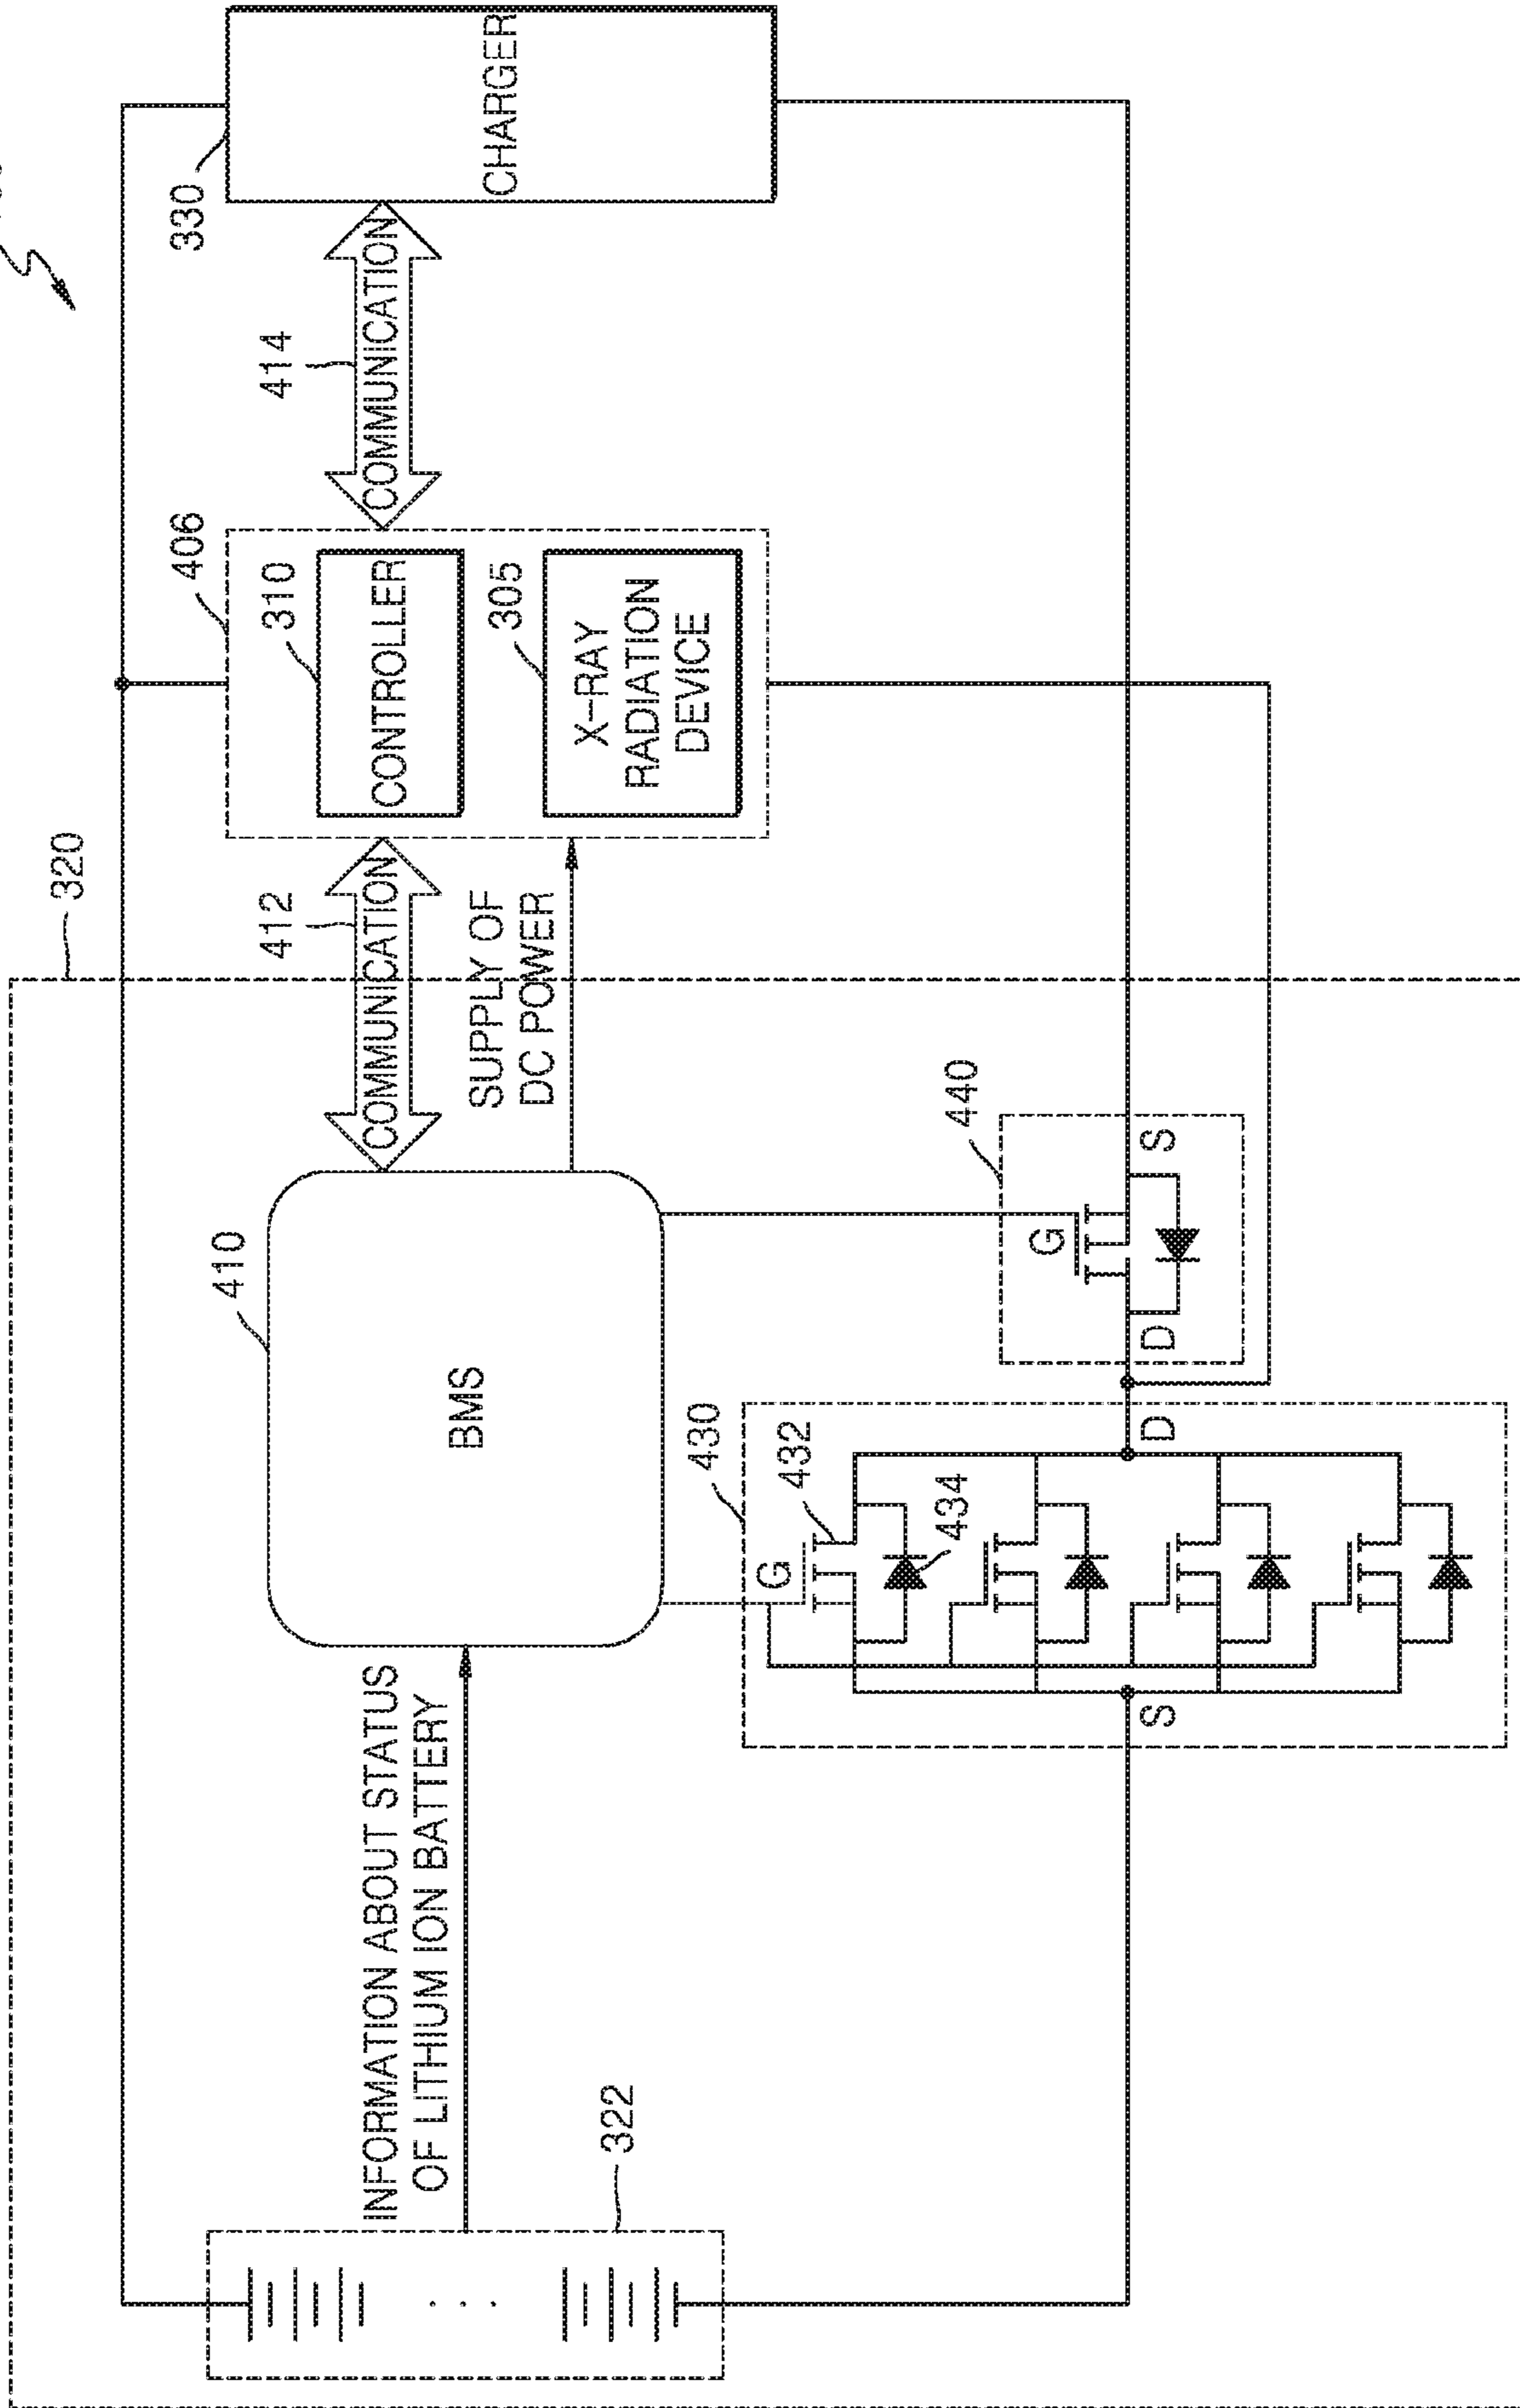 330
CHARGER
414
COMMUNICATION
406
310
CONTROLLER
305
X-RAY
RADIATION
DEVICE
320
412
COMMUNICATION
SUPPLY OF
DC POWER
410
BMS
440
G
S
D
430
432
434
G
D
S
INFORMATION ABOUT STATUS
OF LITHIUM ION BATTERY
322